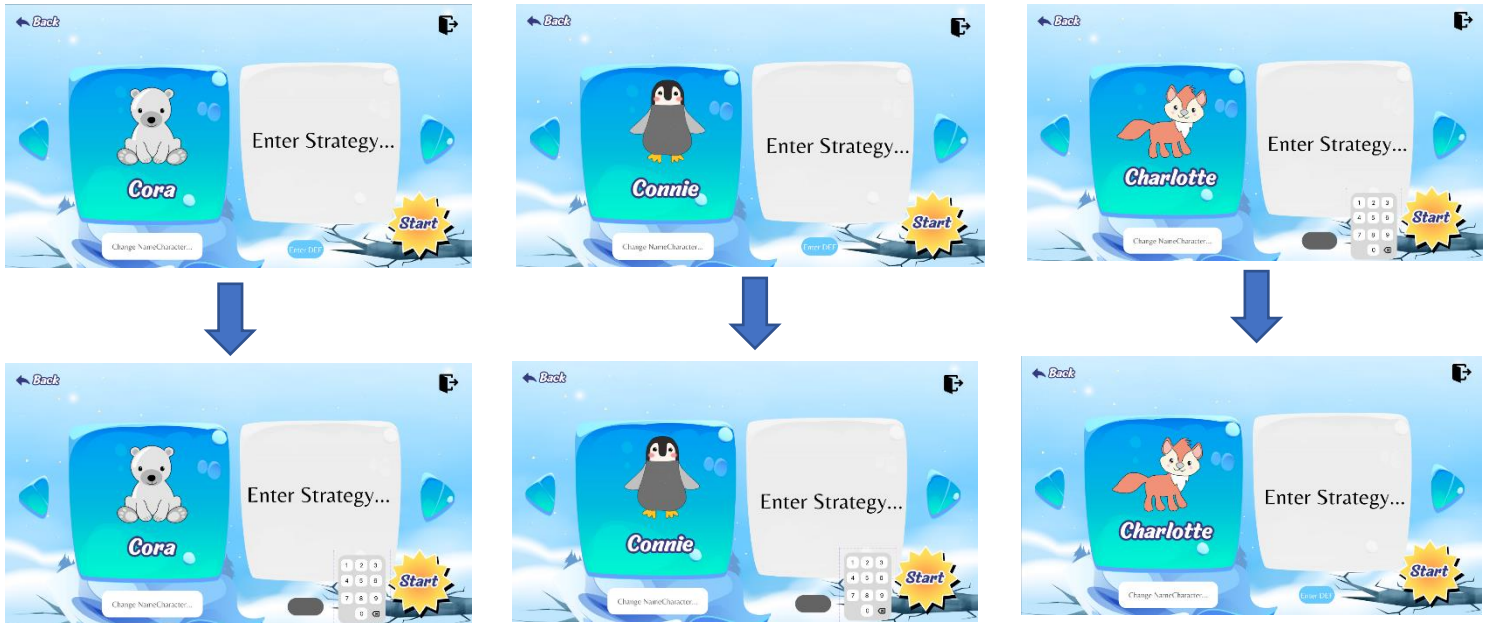 Back
Enter Strategy...
Cora
Start
Change NameCharacter...
Enter DEF
Back
Enter Strategy...
Connie
Start
Change NameCharacter...
Enter DEF
Back
Enter Strategy...
Charlotte
1 2 3
4 5 6
7 8 9
0
Start
Change NameCharacter...
Back
Enter Strategy...
Cora
1 2 3
4 5 6
7 8 9
0
Start
Change NameCharacter...
Back
Enter Strategy...
Connie
1 2 3
4 5 6
7 8 9
0
Start
Change NameCharacter...
Back
Enter Strategy...
Charlotte
Start
Change NameCharacter...
Enter DEF